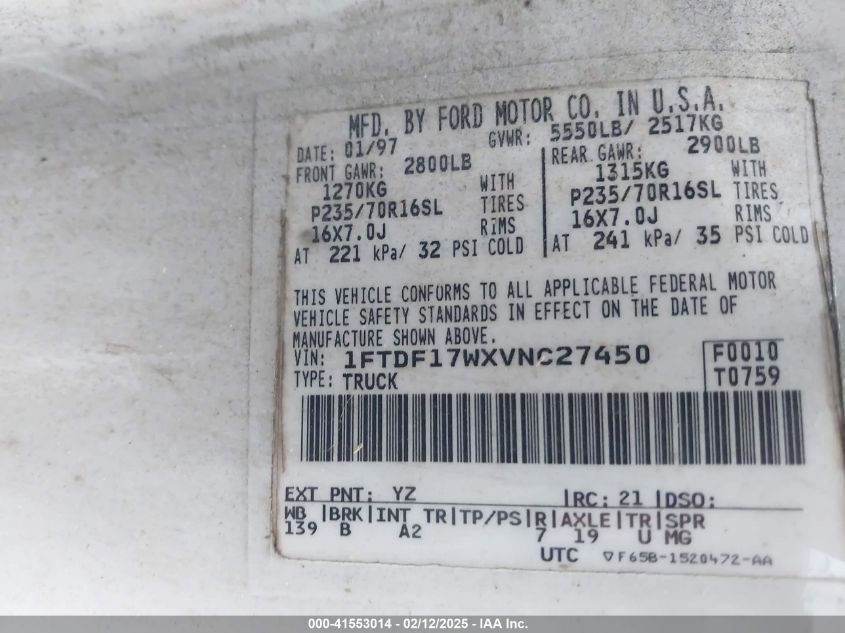 MFD. BY FORD MOTOR CO. IN U.S.A.
DATE: 01/97 GVWR: 5550LB/ 2517KG
FRONT GAWR: 2800LB REAR GAWR: 2900LB
1270KG WITH 1315KG WITH
P235/70R16SL TIRES P235/70R16SL TIRES
16X7.0J RIMS 16X7.0J RIMS
AT 221 kPa/ 32 PSI COLD AT 241 kPa/ 35 PSI COLD
THIS VEHICLE CONFORMS TO ALL APPLICABLE FEDERAL MOTOR
VEHICLE SAFETY STANDARDS IN EFFECT ON THE DATE OF
MANUFACTURE SHOWN ABOVE.
VIN: 1FTDF17WXVNC27450 F0010
TYPE: TRUCK T0759
EXT PNT: YZ RC: 21 DSO:
WB BRK INT TR TP/PS R AXLE TR SPR
139 B A2 7 19 U MG
UTC ▽F65B-1520472-AA
000-41553014 - 02/12/2025 - IAA Inc.